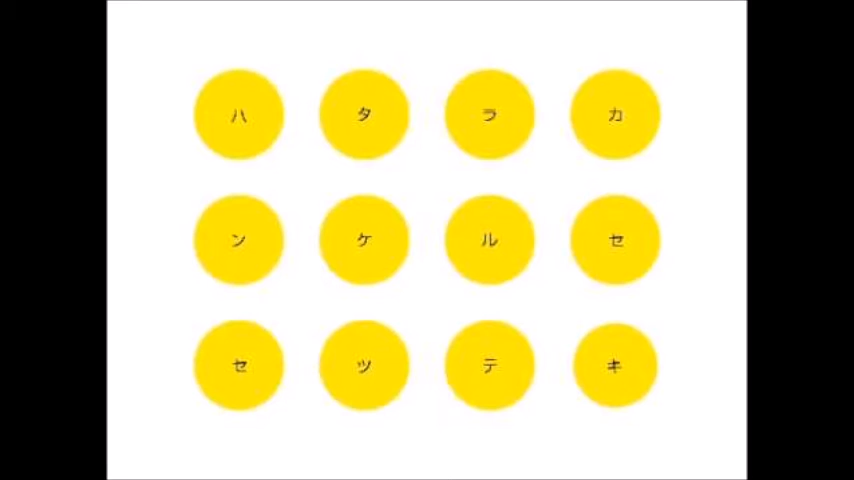 ハ タ ラ カ
ン ケ ル セ
セ ツ テ キ